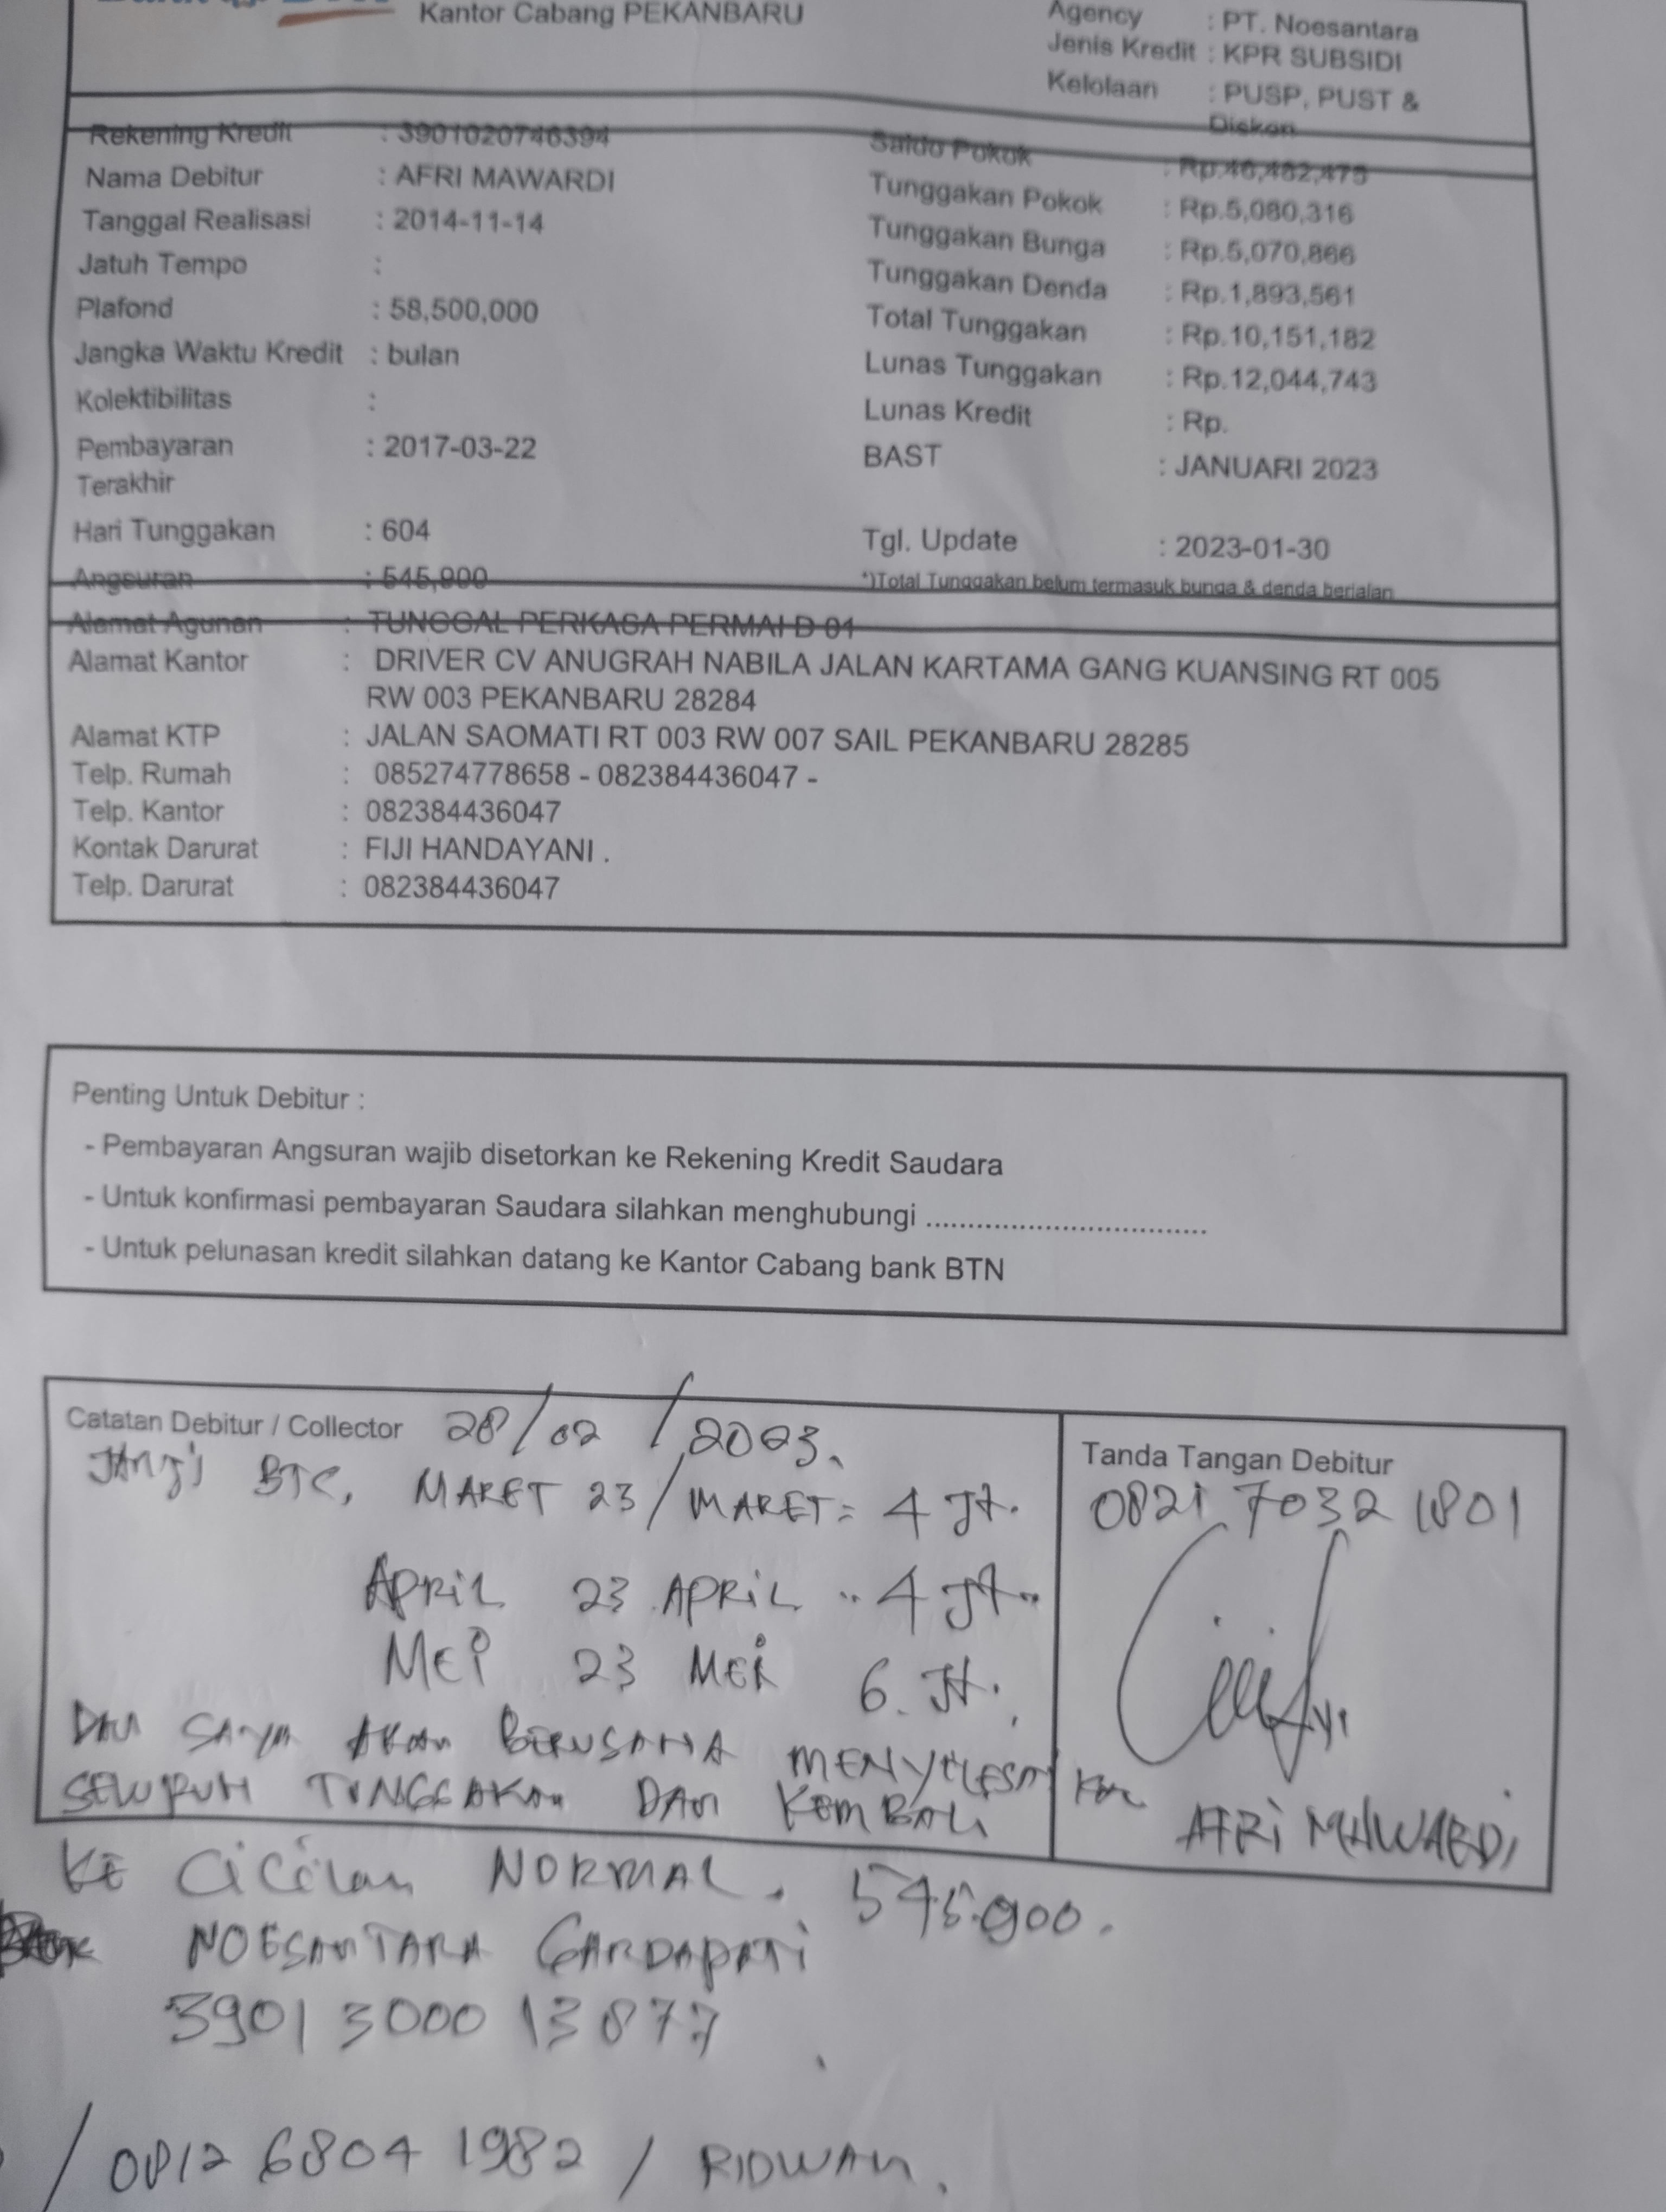 Kantor Cabang PEKANBARU
Agency : PT. Noesantara
Jenis Kredit : KPR SUBSIDI
Kelolaan : PUSP, PUST &
Diskon
Rekening Kredit : 3901020746394
Nama Debitur : AFRI MAWARDI
Tanggal Realisasi : 2014-11-14
Jatuh Tempo :
Plafond : 58,500,000
Jangka Waktu Kredit : bulan
Kolektibilitas :
Pembayaran : 2017-03-22
Terakhir
Hari Tunggakan : 604
Angsuran : 545,900
Saldo Pokok : Rp.46,482,475
Tunggakan Pokok : Rp.5,080,316
Tunggakan Bunga : Rp.5,070,866
Tunggakan Denda : Rp.1,893,561
Total Tunggakan : Rp.10,151,182
Lunas Tunggakan : Rp.12,044,743
Lunas Kredit : Rp.
BAST : JANUARI 2023
Tgl. Update : 2023-01-30
*)Total Tunggakan belum termasuk bunga & denda berjalan
Alamat Agunan : TUNGGAL PERKASA PERMAI D 01
Alamat Kantor : DRIVER CV ANUGRAH NABILA JALAN KARTAMA GANG KUANSING RT 005
RW 003 PEKANBARU 28284
Alamat KTP : JALAN SAOMATI RT 003 RW 007 SAIL PEKANBARU 28285
Telp. Rumah : 085274778658 - 082384436047 -
Telp. Kantor : 082384436047
Kontak Darurat : FIJI HANDAYANI .
Telp. Darurat : 082384436047
Penting Untuk Debitur :
- Pembayaran Angsuran wajib disetorkan ke Rekening Kredit Saudara
- Untuk konfirmasi pembayaran Saudara silahkan menghubungi ..................................
- Untuk pelunasan kredit silahkan datang ke Kantor Cabang bank BTN
Catatan Debitur / Collector 28/02/2023.
JANJI BTC, MARET 23/MARET = 4 Jt.
APRIL 23 APRIL .. 4 Jt..
MEI 23 MEI 6. Jt.,
DAN SAYA AKAN BERUSAHA MENYELESAIKAN
SELURUH TUNGGAKAN DAN KEMBALI
KE CICILAN NORMAL. 545.900.
Tanda Tangan Debitur
0821 7032 1801
AFRI MAWARDI
NOESANTARA GARDAPATI
39013000 13877
/ 0812 6804 1982 / RIDWAN.